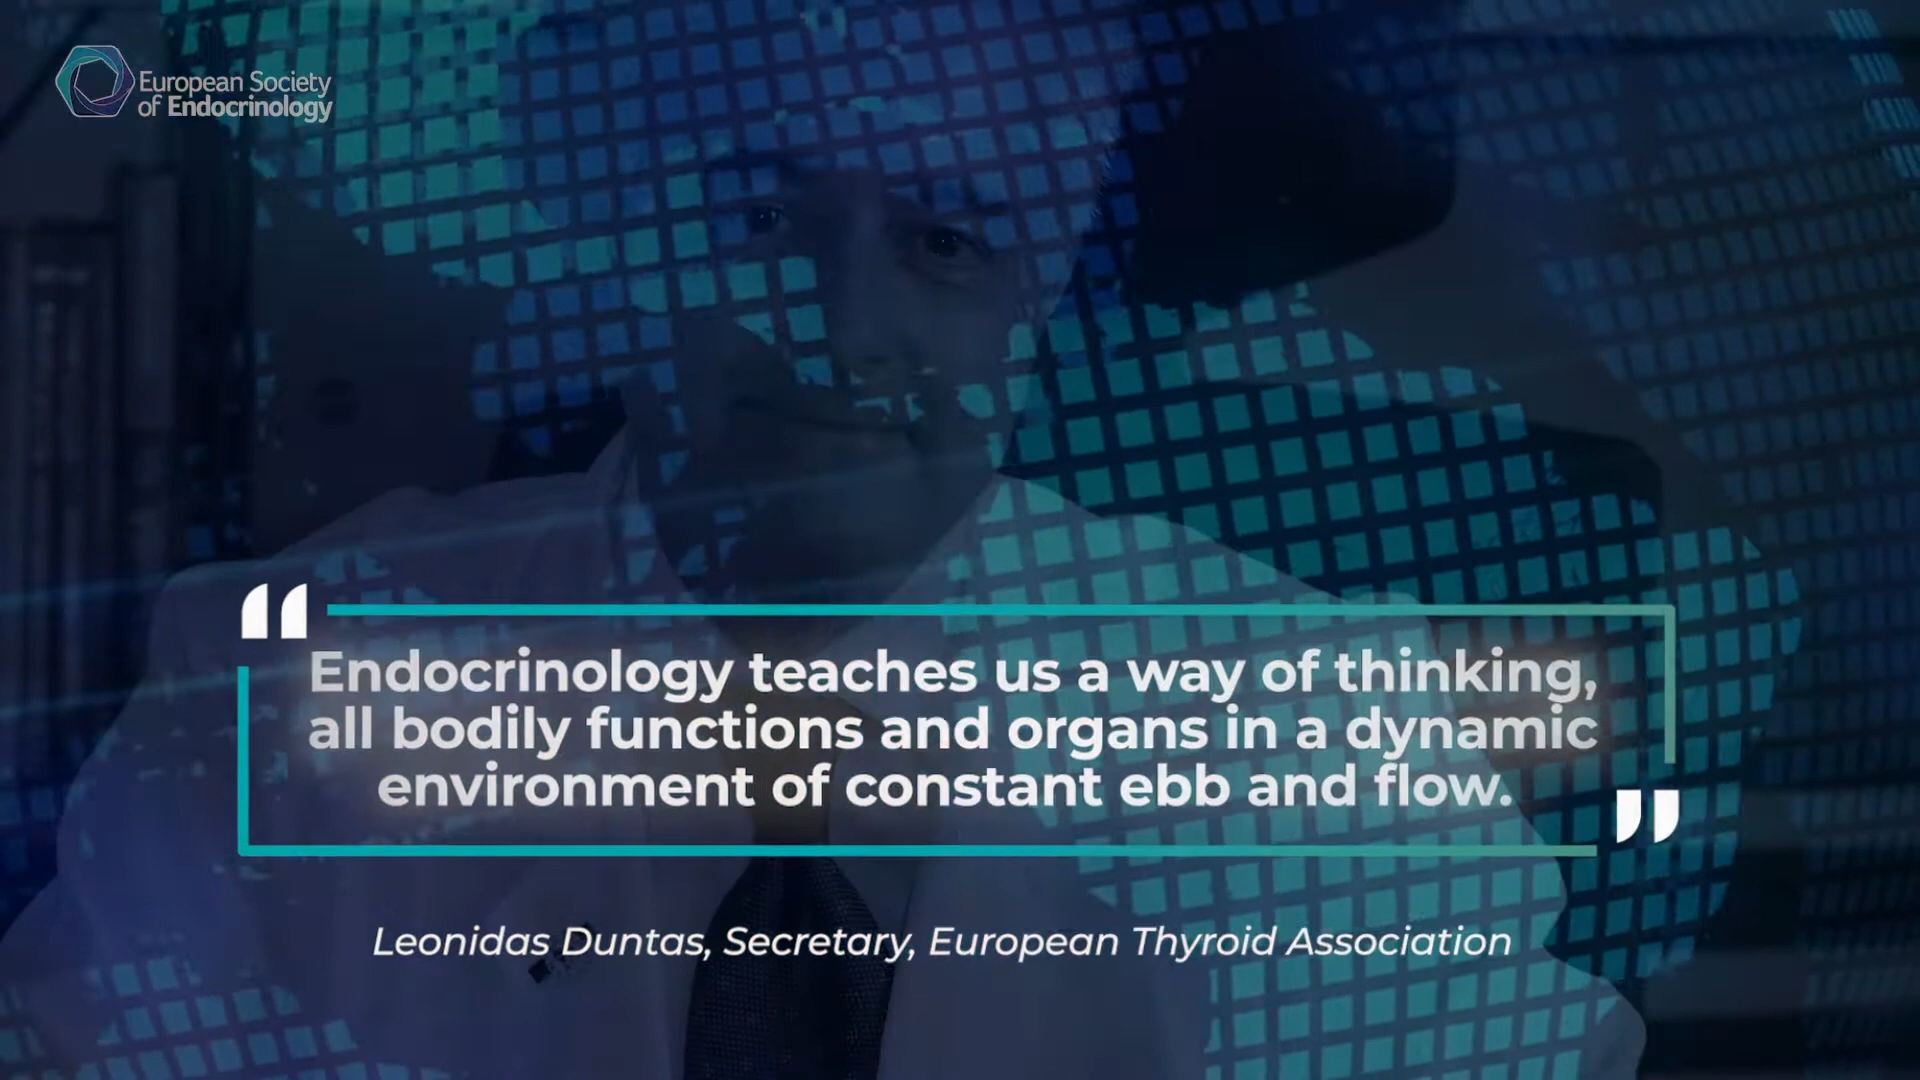 European Society
of Endocrinology
“
Endocrinology teaches us a way of thinking,
all bodily functions and organs in a dynamic
environment of constant ebb and flow.
”
Leonidas Duntas, Secretary, European Thyroid Association